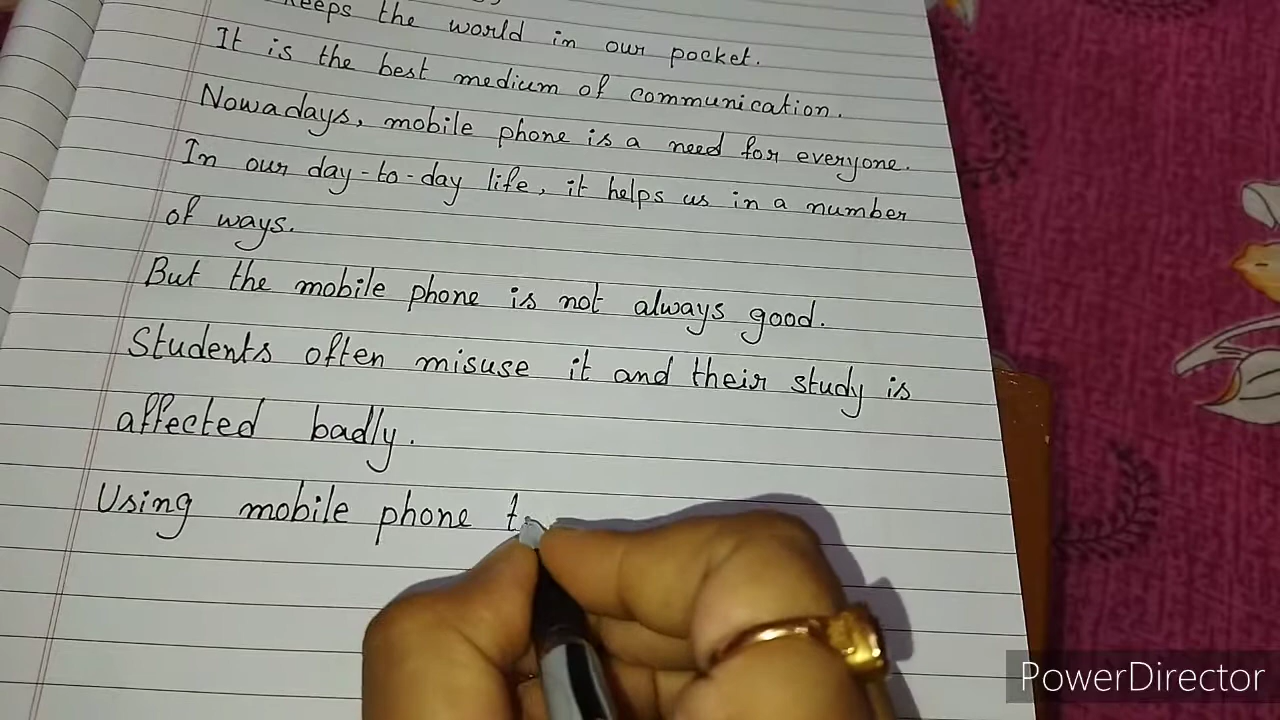 keeps the world in our pocket.
It is the best medium of communication.
Nowadays, mobile phone is a need for everyone.
In our day-to-day life, it helps us in a number
of ways.
But the mobile phone is not always good.
Students often misuse it and their study is
affected badly.
Using mobile phone
PowerDirector